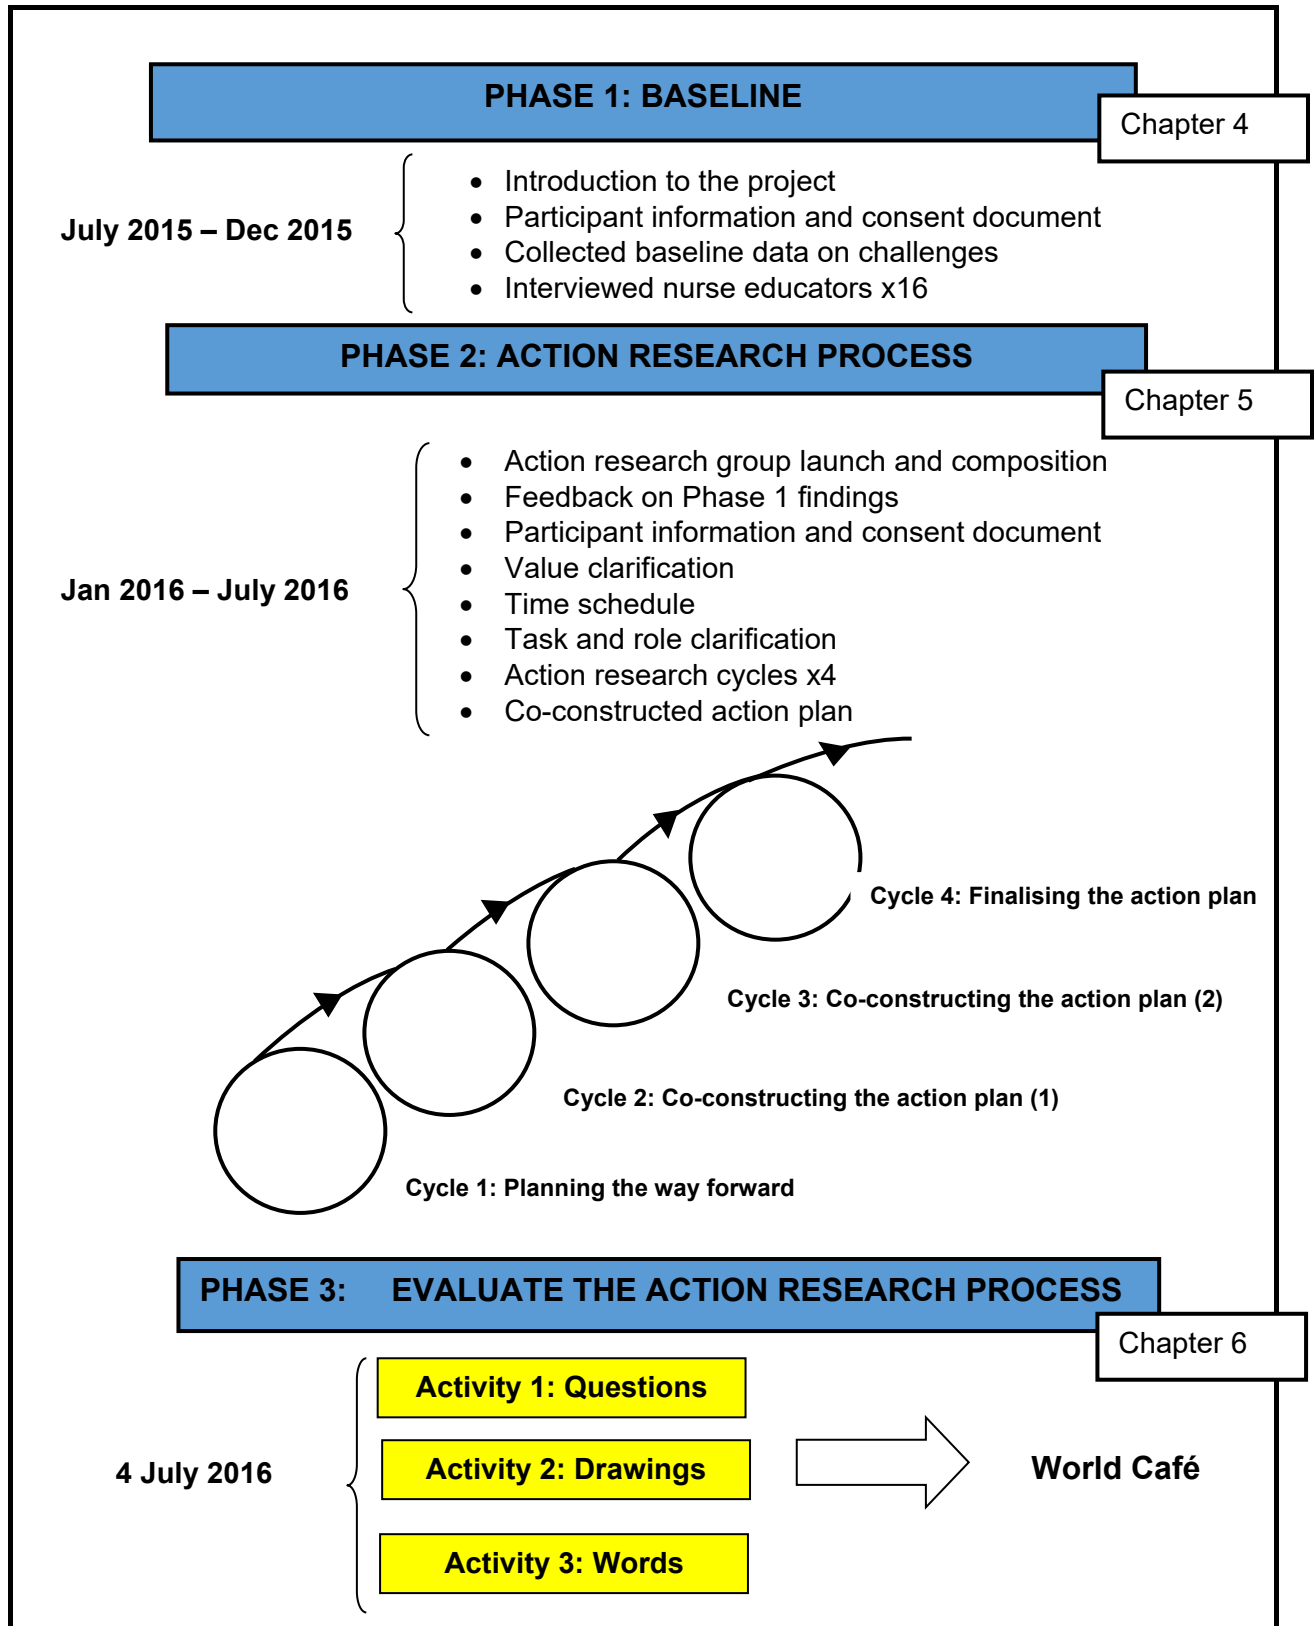 PHASE 1: BASELINE
Chapter 4
July 2015 – Dec 2015
• Introduction to the project
• Participant information and consent document
• Collected baseline data on challenges
• Interviewed nurse educators x16
PHASE 2: ACTION RESEARCH PROCESS
Chapter 5
Jan 2016 – July 2016
• Action research group launch and composition
• Feedback on Phase 1 findings
• Participant information and consent document
• Value clarification
• Time schedule
• Task and role clarification
• Action research cycles x4
• Co-constructed action plan
Cycle 4: Finalising the action plan
Cycle 3: Co-constructing the action plan (2)
Cycle 2: Co-constructing the action plan (1)
Cycle 1: Planning the way forward
PHASE 3: EVALUATE THE ACTION RESEARCH PROCESS
Chapter 6
4 July 2016
Activity 1: Questions
Activity 2: Drawings
Activity 3: Words
World Café